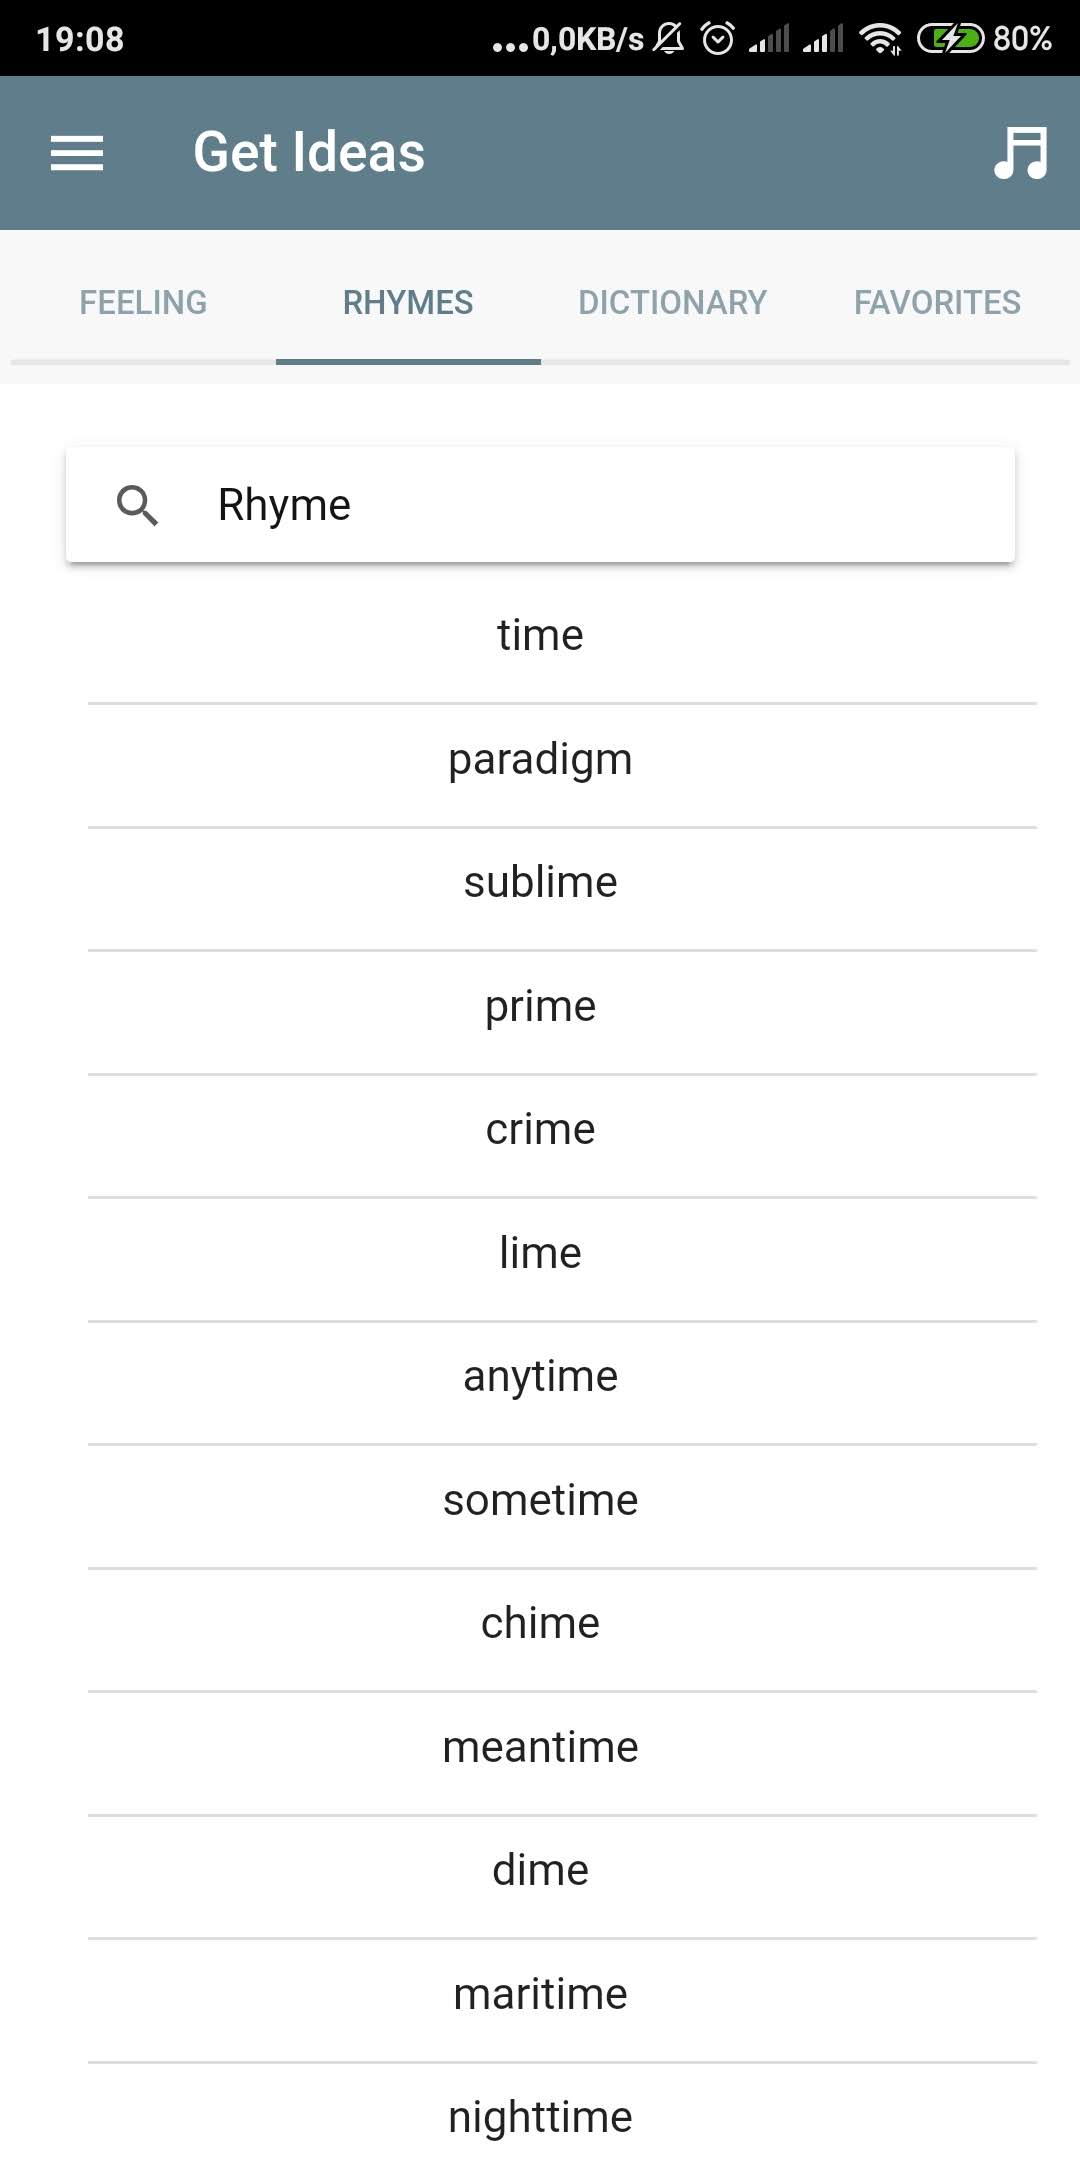 19:08 ...0,0KB/s 80%
Get Ideas
FEELING RHYMES DICTIONARY FAVORITES
Rhyme
time
paradigm
sublime
prime
crime
lime
anytime
sometime
chime
meantime
dime
maritime
nighttime